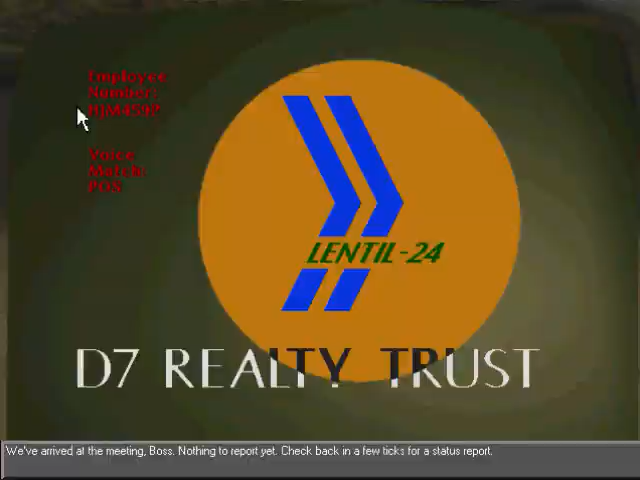 Employee
Number:
HJM459P
Voice
Match:
POS
LENTIL-24
D7 REALTY TRUST
We've arrived at the meeting, Boss. Nothing to report yet. Check back in a few ticks for a status report.